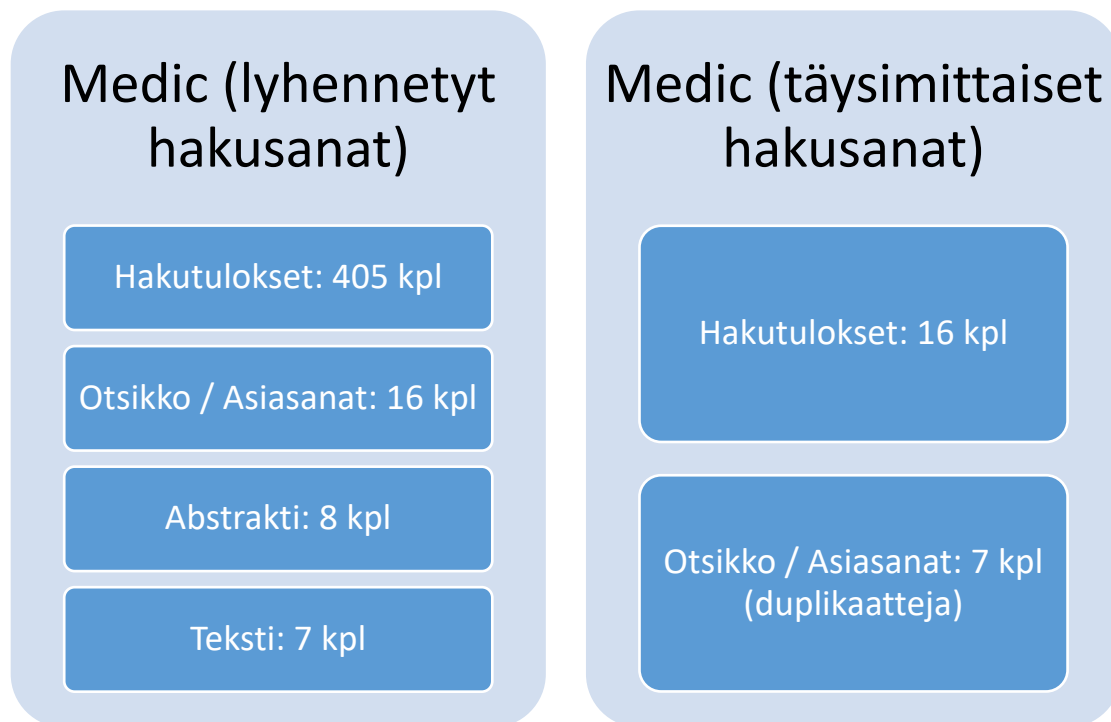 Medic (lyhennetyt
hakusanat)
Hakutulokset: 405 kpl
Otsikko / Asiasanat: 16 kpl
Abstrakti: 8 kpl
Teksti: 7 kpl
Medic (täysimittaiset
hakusanat)
Hakutulokset: 16 kpl
Otsikko / Asiasanat: 7 kpl
(duplikaatteja)